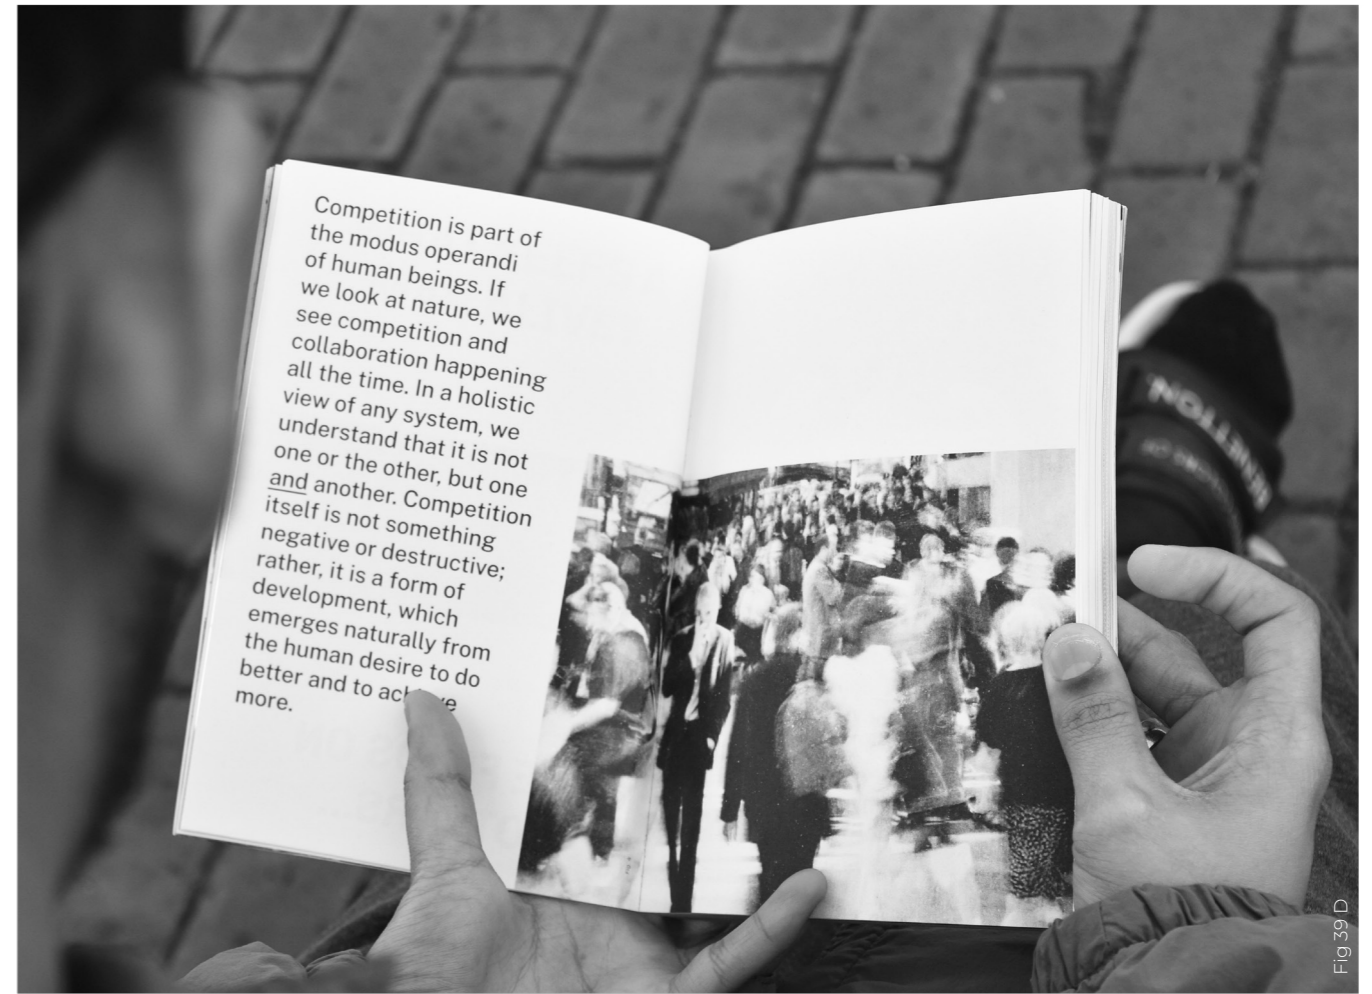 Competition is part of
the modus operandi
of human beings. If
we look at nature, we
see competition and
collaboration happening
all the time. In a holistic
view of any system, we
understand that it is not
one or the other, but one
and another. Competition
itself is not something
negative or destructive;
rather, it is a form of
development, which
emerges naturally from
the human desire to do
better and to
more.
BENETTON
Fig 39 D